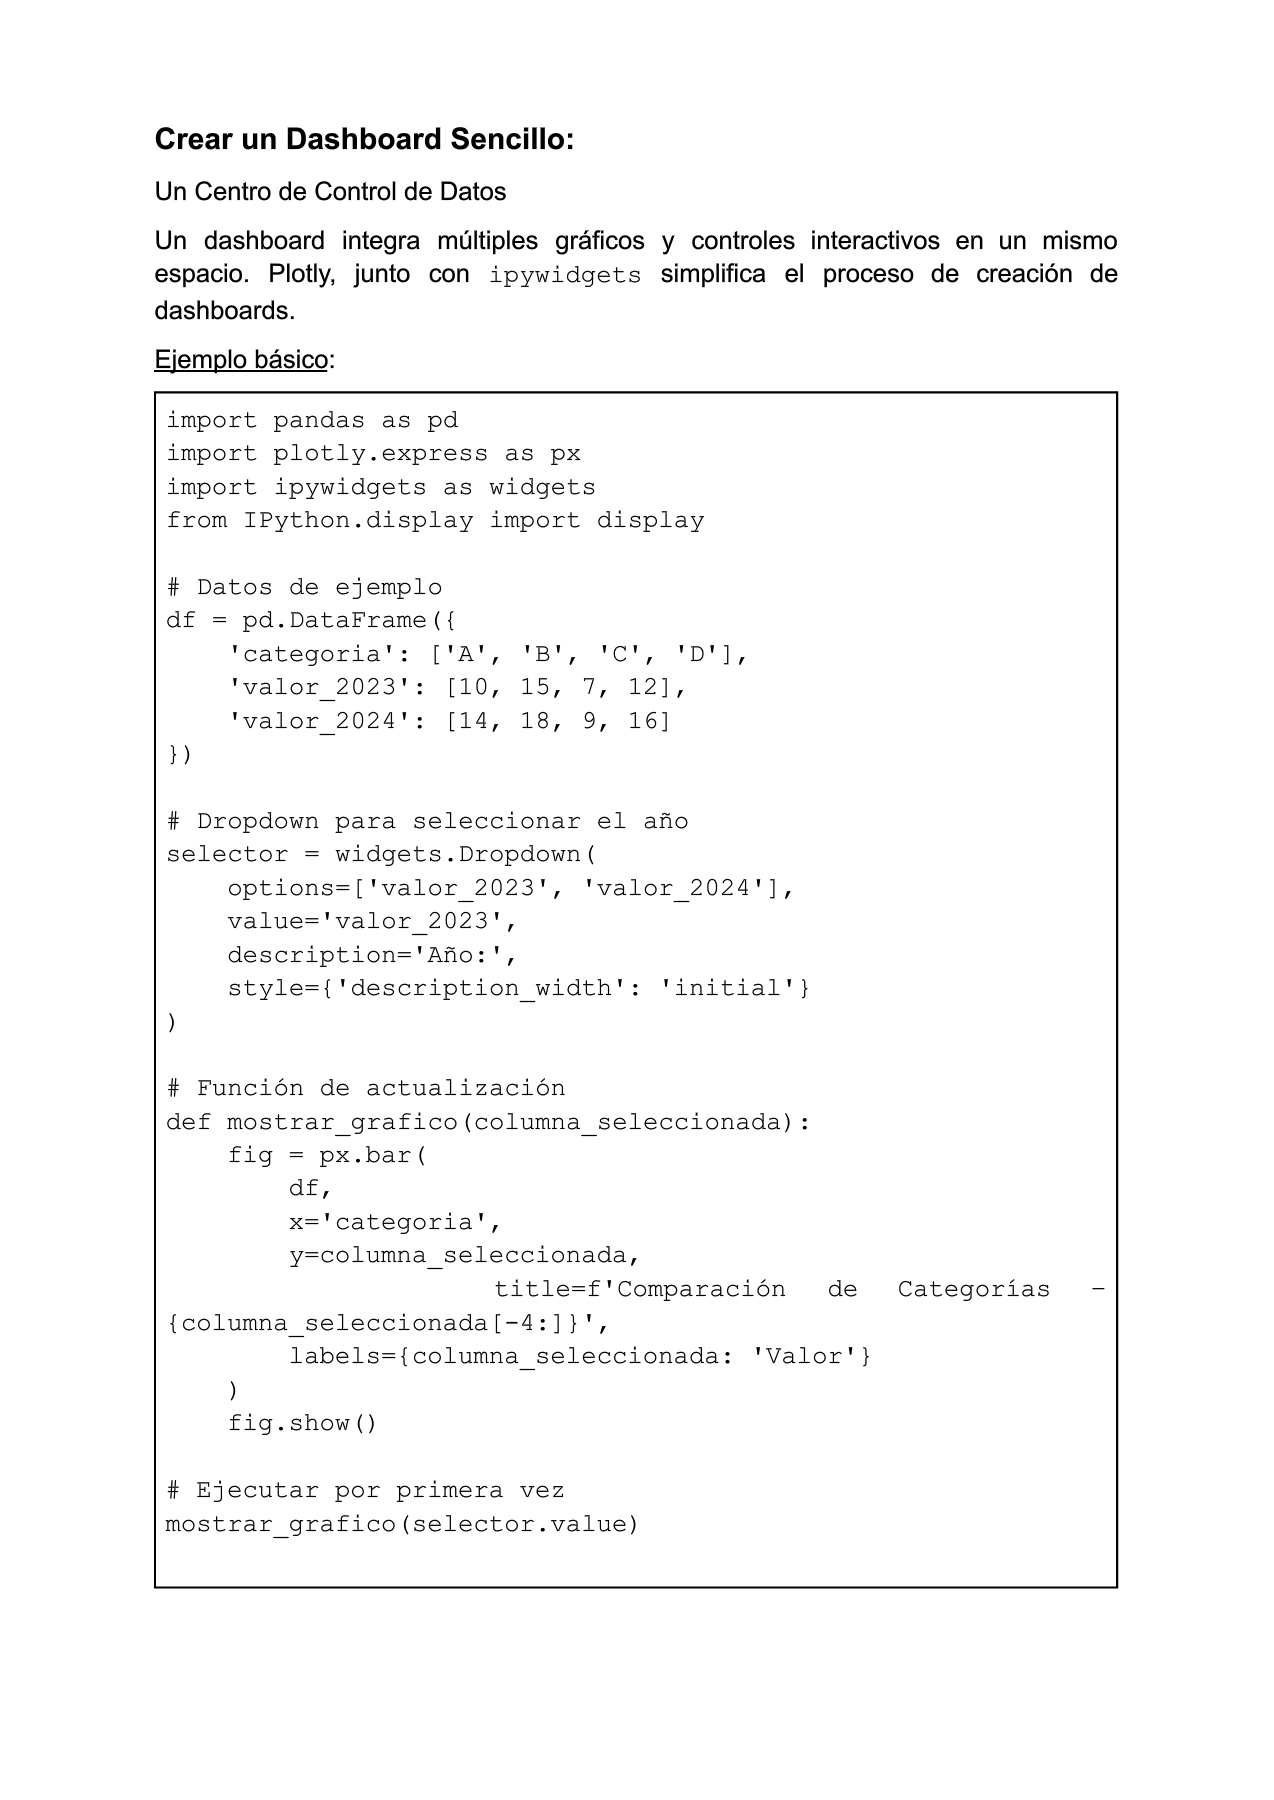 Crear un Dashboard Sencillo:
Un Centro de Control de Datos
Un dashboard integra múltiples gráficos y controles interactivos en un mismo
espacio. Plotly, junto con ipywidgets simplifica el proceso de creación de
dashboards.
Ejemplo básico:
import pandas as pd
import plotly.express as px
import ipywidgets as widgets
from IPython.display import display

# Datos de ejemplo
df = pd.DataFrame({
    'categoria': ['A', 'B', 'C', 'D'],
    'valor_2023': [10, 15, 7, 12],
    'valor_2024': [14, 18, 9, 16]
})

# Dropdown para seleccionar el año
selector = widgets.Dropdown(
    options=['valor_2023', 'valor_2024'],
    value='valor_2023',
    description='Año:',
    style={'description_width': 'initial'}
)

# Función de actualización
def mostrar_grafico(columna_seleccionada):
    fig = px.bar(
        df,
        x='categoria',
        y=columna_seleccionada,
        title=f'Comparación de Categorías –
{columna_seleccionada[-4:]}',
        labels={columna_seleccionada: 'Valor'}
    )
    fig.show()

# Ejecutar por primera vez
mostrar_grafico(selector.value)